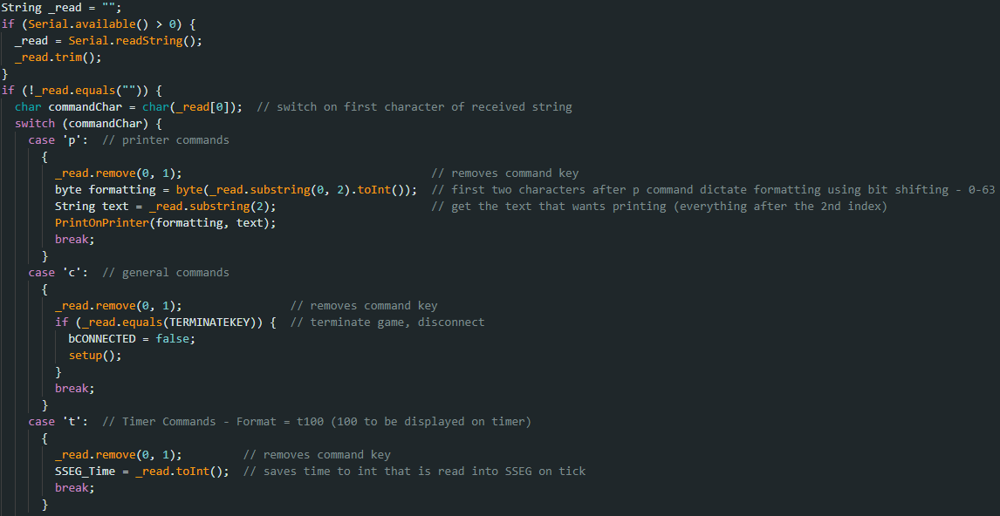 String _read = "";
if (Serial.available() > 0) {
  _read = Serial.readString();
  _read.trim();
}
if (!_read.equals("")) {
  char commandChar = char(_read[0]);  // switch on first character of received string
  switch (commandChar) {
    case 'p':  // printer commands
      {
        _read.remove(0, 1);                                      // removes command key
        byte formatting = byte(_read.substring(0, 2).toInt());  // first two characters after p command dictate formatting using bit shifting - 0-63
        String text = _read.substring(2);                        // get the text that wants printing (everything after the 2nd index)
        PrintOnPrinter(formatting, text);
        break;
      }
    case 'c':  // general commands
      {
        _read.remove(0, 1);                // removes command key
        if (_read.equals(TERMINATEKEY)) {  // terminate game, disconnect
          bCONNECTED = false;
          setup();
        }
        break;
      }
    case 't':  // Timer Commands - Format = t100 (100 to be displayed on timer)
      {
        _read.remove(0, 1);         // removes command key
        SSEG_Time = _read.toInt();  // saves time to int that is read into SSEG on tick
        break;
      }